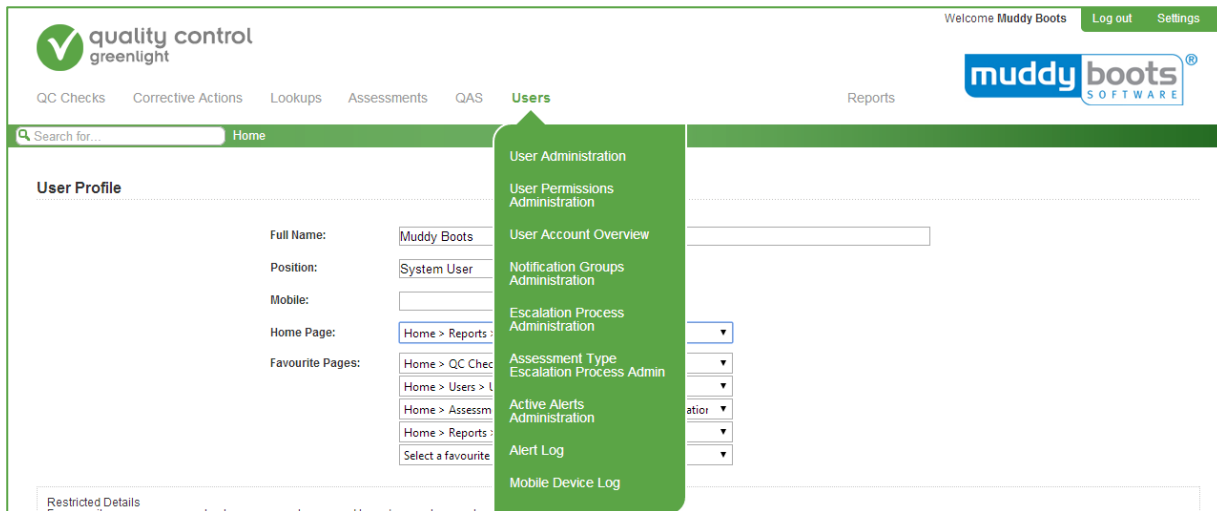 Welcome Muddy Boots Log out Settings
quality control
greenlight
muddy boots®
SOFTWARE
QC Checks Corrective Actions Lookups Assessments QAS Users Reports
Search for... Home
User Administration
User Permissions
Administration
User Account Overview
Notification Groups
Administration
Escalation Process
Administration
Assessment Type
Escalation Process Admin
Active Alerts
Administration
Alert Log
Mobile Device Log
User Profile
Full Name: Muddy Boots
Position: System User
Mobile:
Home Page: Home > Reports
Favourite Pages: Home > QC Chec
Home > Users >
Home > Assessm
Home > Reports
Select a favourite
Restricted Details